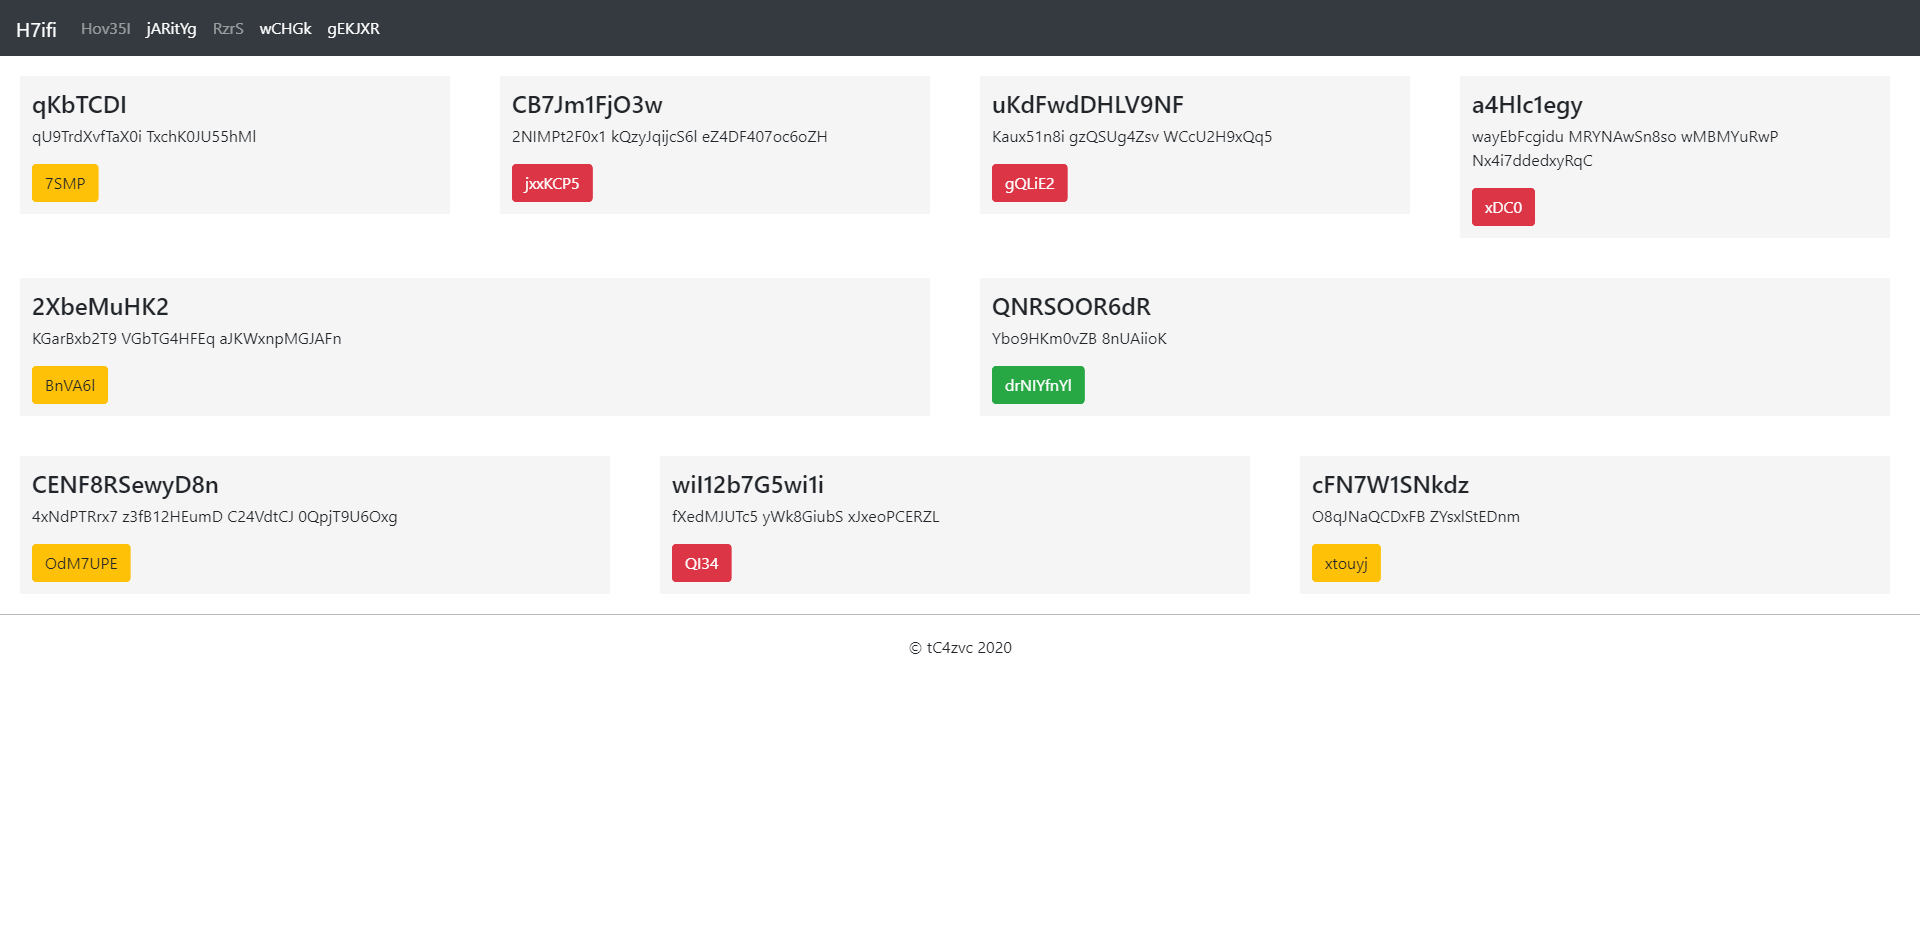 H7ifi Hov35I jARitYg RzrS wCHGk gEKJXR
qKbTCDI
qU9TrdXvfTaX0i TxchK0JU55hMl
7SMP
CB7Jm1FjO3w
2NIMPt2F0x1 kQzyJqijcS6l eZ4DF407oc6oZH
jxxKCP5
uKdFwdDHLV9NF
Kaux51n8i gzQSUg4Zsv WCcU2H9xQq5
gQLiE2
a4Hlc1egy
wayEbFcgidu MRYNAwSn8so wMBMYuRwP
Nx4i7ddedxyRqC
xDC0
2XbeMuHK2
KGarBxb2T9 VGbTG4HFEq aJKWxnpMGJAFn
BnVA6l
QNRSOOR6dR
Ybo9HKm0vZB 8nUAiioK
drNIYfnYl
CENF8RSewyD8n
4xNdPTRrx7 z3fB12HEumD C24VdtCJ 0QpjT9U6Oxg
OdM7UPE
wiI12b7G5wi1i
fXedMJUTc5 yWk8GiubS xJxeoPCERZL
QI34
cFN7W1SNkdz
O8qJNaQCDxFB ZYsxlStEDnm
xtouyj
© tC4zvc 2020